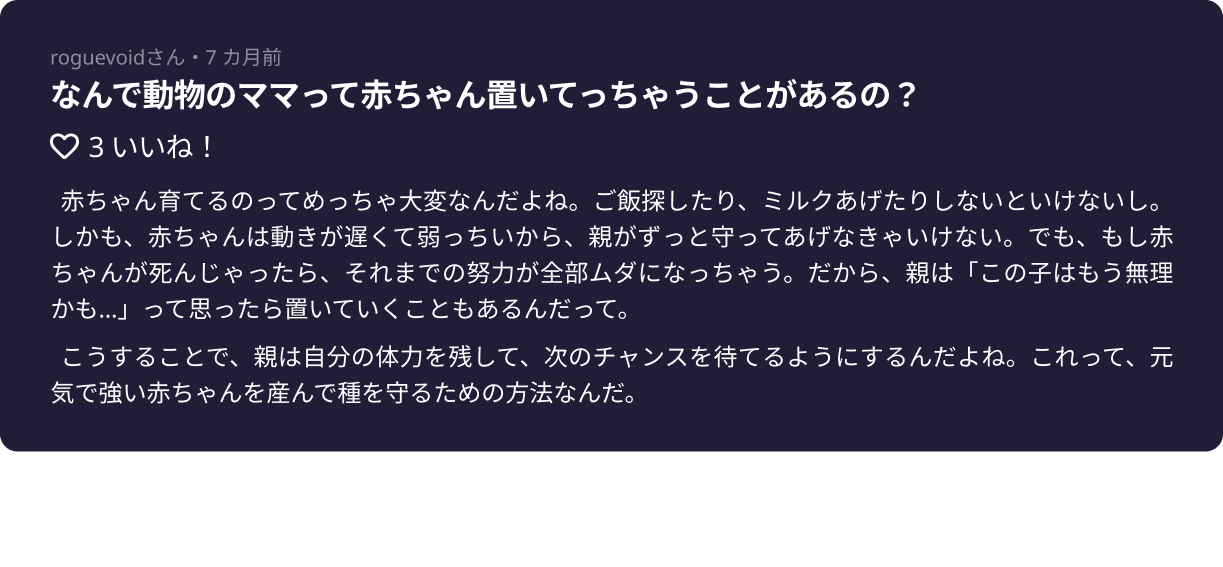 roguevoidさん・7 カ月前
なんで動物のママって赤ちゃん置いてっちゃうことがあるの？
3 いいね！
赤ちゃん育てるのってめっちゃ大変なんだよね。ご飯探したり、ミルクあげたりしないといけないし。
しかも、赤ちゃんは動きが遅くて弱っちいから、親がずっと守ってあげなきゃいけない。でも、もし赤
ちゃんが死んじゃったら、それまでの努力が全部ムダになっちゃう。だから、親は「この子はもう無理
かも...」って思ったら置いていくこともあるんだって。
こうすることで、親は自分の体力を残して、次のチャンスを待てるようにするんだよね。これって、元
気で強い赤ちゃんを産んで種を守るための方法なんだ。